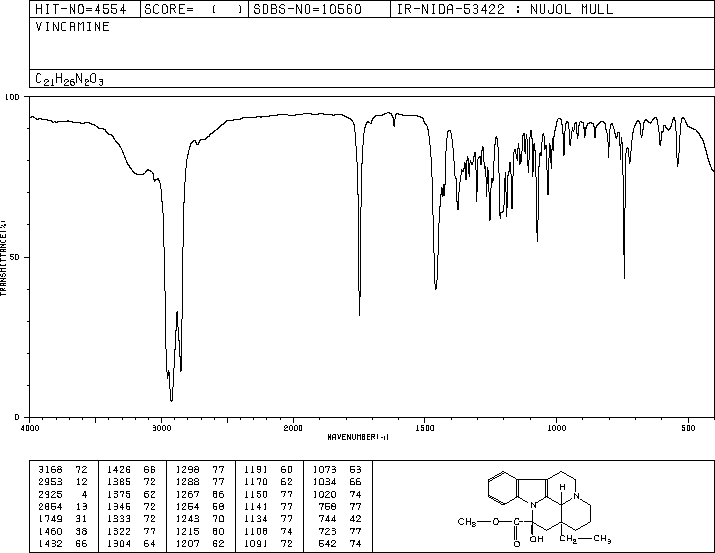 HIT-NO=4554 SCORE= ( ) SDBS-NO=10560 IR-NIDA-53422 : NUJOL MULL
VINCAMINE
C21H26N2O3
100
50
0
TRANSMITTANCE(%)
4000 3000 2000 1500 1000 500
WAVENUMBER(-1)
3168 72 1426 66 1298 77 1191 60 1073 53
2953 12 1385 72 1288 77 1170 62 1034 66
2925 4 1375 62 1267 66 1150 77 1020 74
2854 13 1346 72 1254 58 1141 77 768 77
1749 31 1333 72 1243 70 1134 77 744 42
1460 38 1322 77 1215 60 1108 74 723 77
1432 66 1304 64 1207 62 1091 72 542 74
H
N
N
CH3 O C
O
OH
CH2 CH3